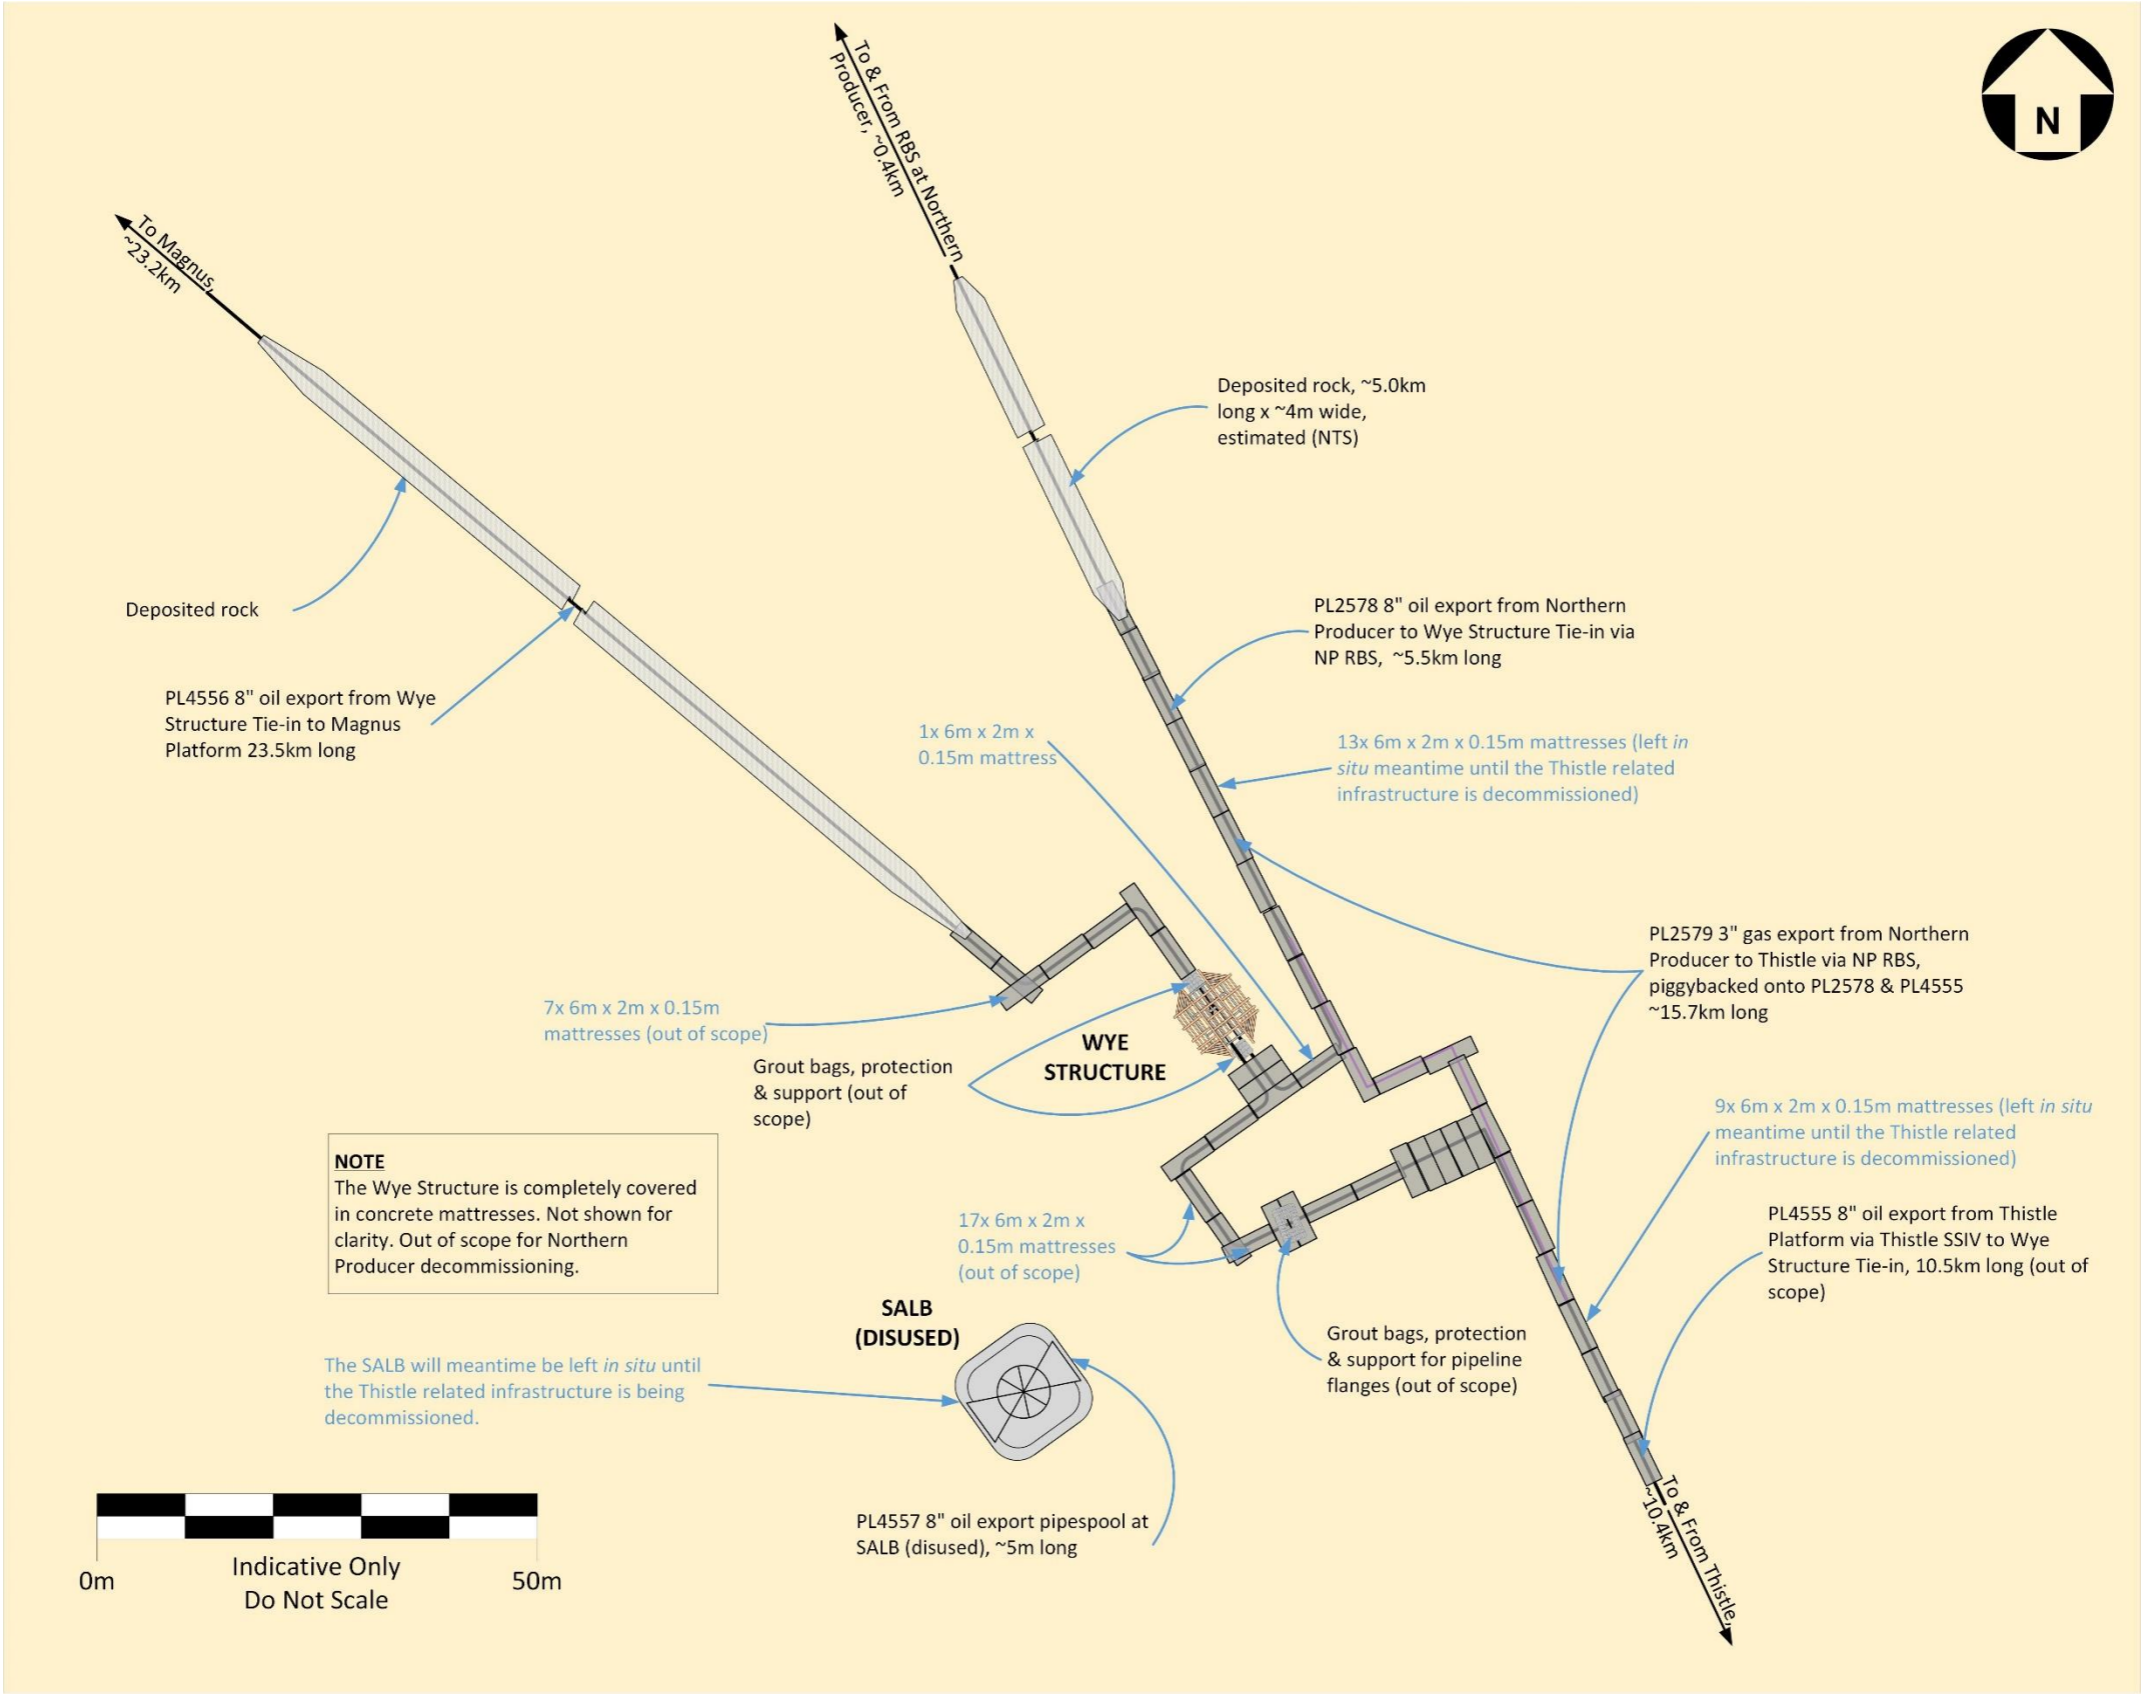 To & From RBS at Northern
Producer, ~0.4km
N
To Magnus,
~23.2km
Deposited rock, ~5.0km
long x ~4m wide,
estimated (NTS)
Deposited rock
PL2578 8" oil export from Northern
Producer to Wye Structure Tie-in via
NP RBS, ~5.5km long
PL4556 8" oil export from Wye
Structure Tie-in to Magnus
Platform 23.5km long
1x 6m x 2m x
0.15m mattress
13x 6m x 2m x 0.15m mattresses (left in
situ meantime until the Thistle related
infrastructure is decommissioned)
PL2579 3" gas export from Northern
Producer to Thistle via NP RBS,
piggybacked onto PL2578 & PL4555
~15.7km long
7x 6m x 2m x 0.15m
mattresses (out of scope)
WYE
STRUCTURE
Grout bags, protection
& support (out of
scope)
9x 6m x 2m x 0.15m mattresses (left in situ
meantime until the Thistle related
infrastructure is decommissioned)
NOTE
The Wye Structure is completely covered
in concrete mattresses. Not shown for
clarity. Out of scope for Northern
Producer decommissioning.
17x 6m x 2m x
0.15m mattresses
(out of scope)
PL4555 8" oil export from Thistle
Platform via Thistle SSIV to Wye
Structure Tie-in, 10.5km long (out of
scope)
SALB
(DISUSED)
Grout bags, protection
& support for pipeline
flanges (out of scope)
The SALB will meantime be left in situ until
the Thistle related infrastructure is being
decommissioned.
PL4557 8" oil export pipespool at
SALB (disused), ~5m long
To & From Thistle,
~10.4km
0m
Indicative Only
Do Not Scale
50m